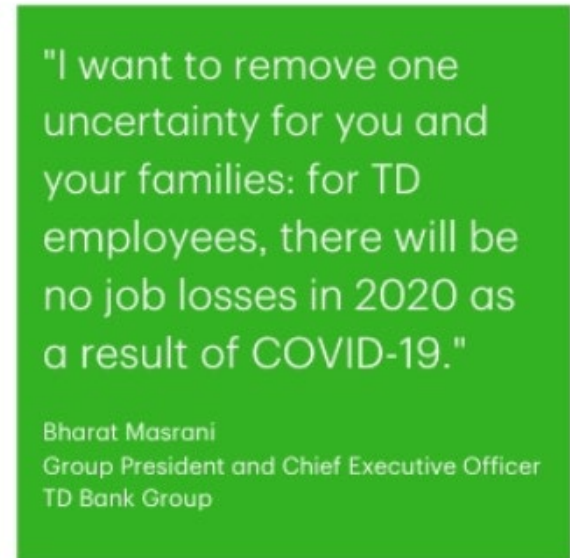 "I want to remove one
uncertainty for you and
your families: for TD
employees, there will be
no job losses in 2020 as
a result of COVID-19."
Bharat Masrani
Group President and Chief Executive Officer
TD Bank Group